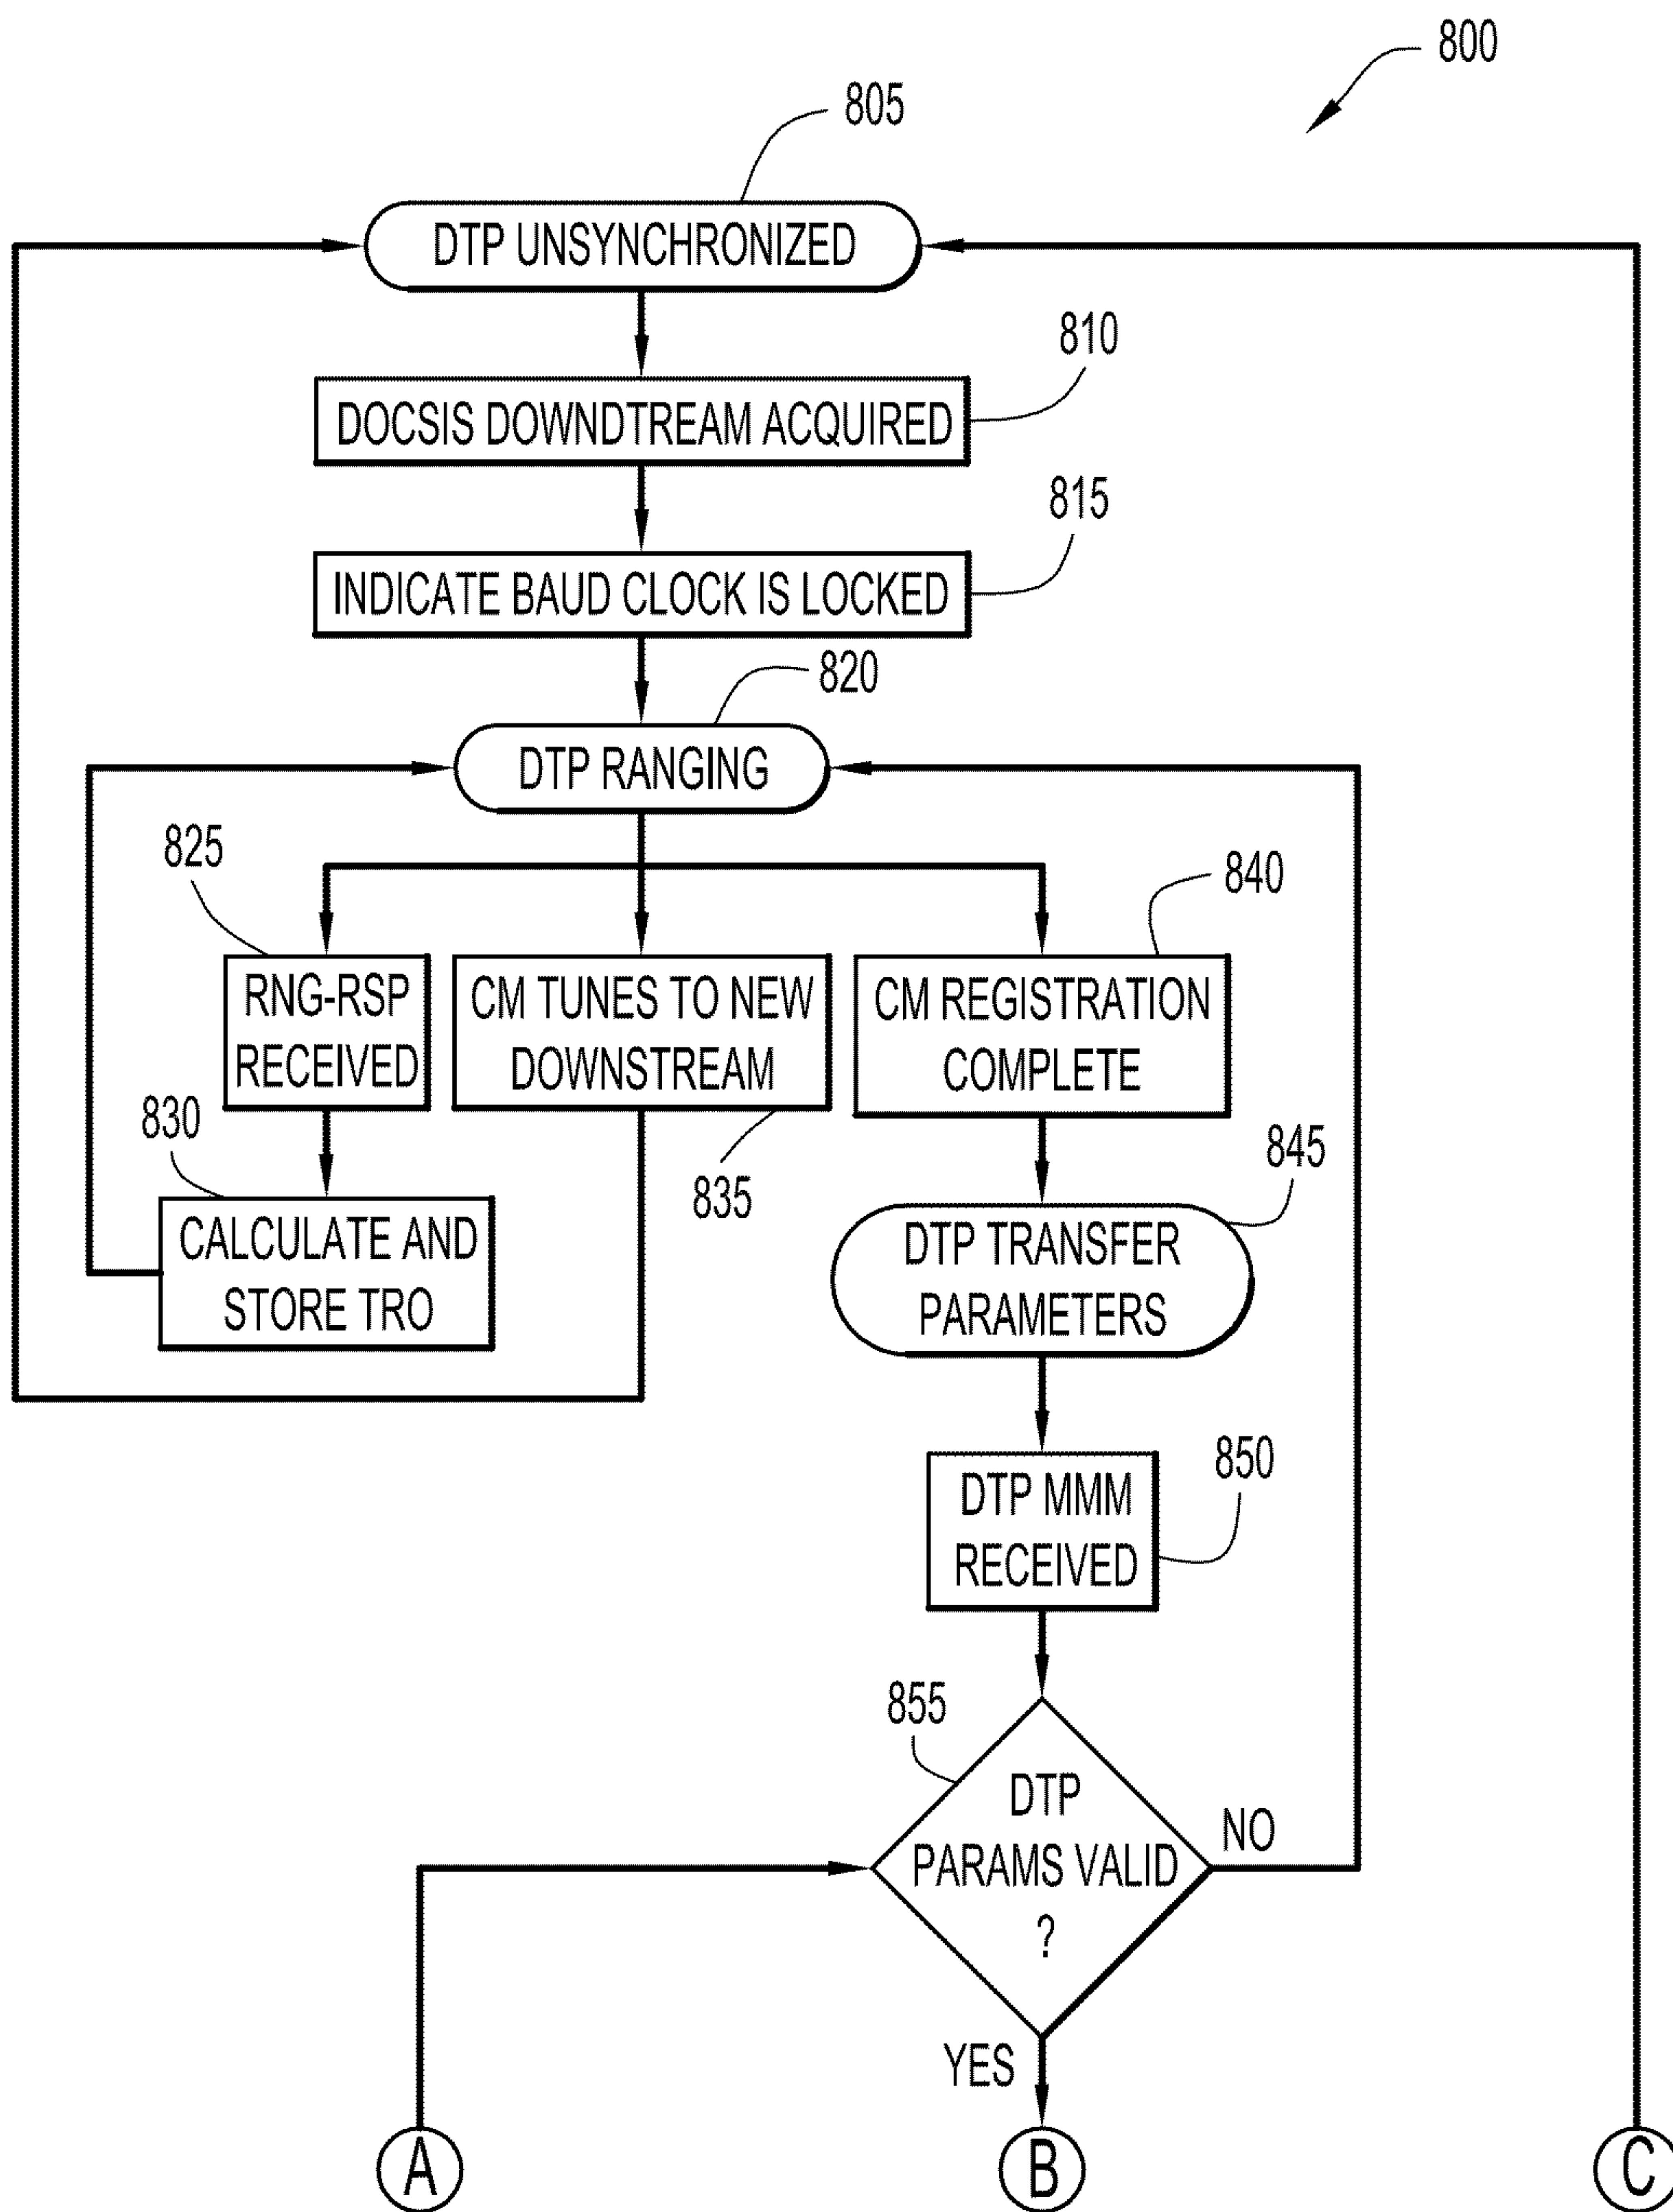 800
805
DTP UNSYNCHRONIZED
810
DOCSIS DOWNDTREAM ACQUIRED
815
INDICATE BAUD CLOCK IS LOCKED
820
DTP RANGING
825
840
RNG-RSP
RECEIVED
CM TUNES TO NEW
DOWNSTREAM
CM REGISTRATION
COMPLETE
830
835
845
CALCULATE AND
STORE TRO
DTP TRANSFER
PARAMETERS
850
DTP MMM
RECEIVED
855
DTP
PARAMS VALID
?
NO
YES
A
B
C